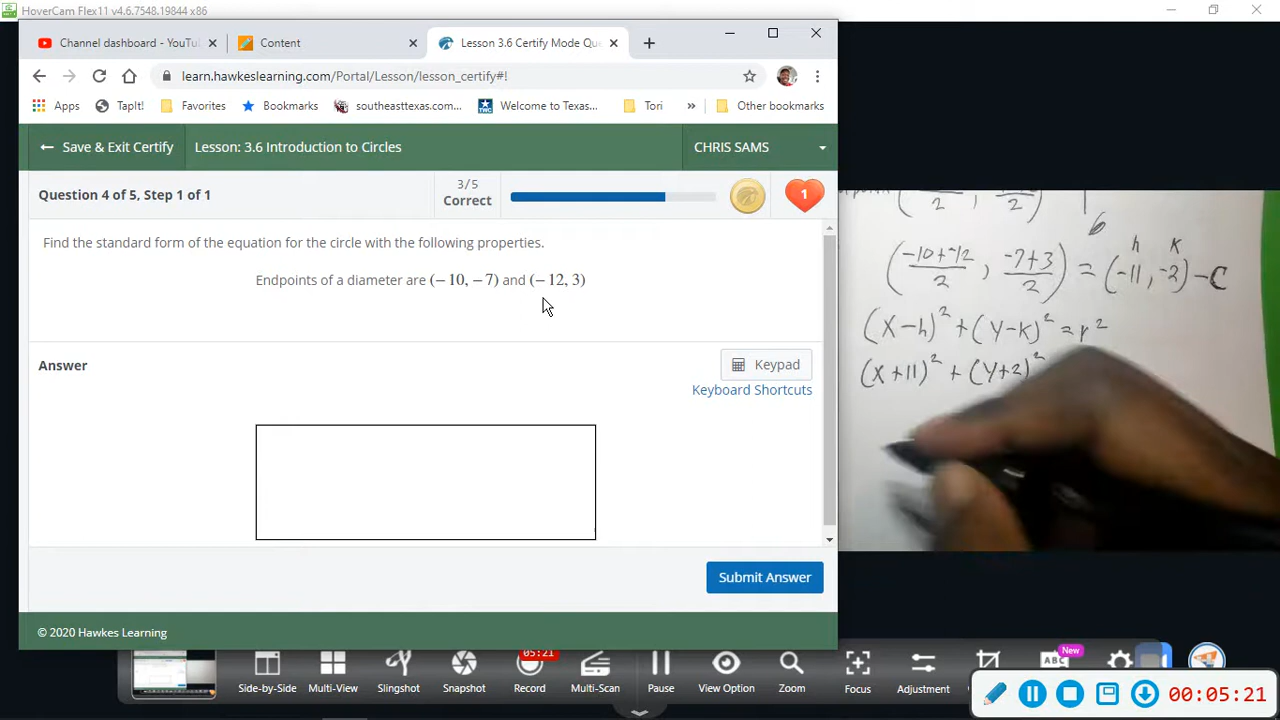 HoverCam Flex11 v4.6.7548.19844 x86
Channel dashboard - YouTu
Content
Lesson 3.6 Certify Mode Qu
learn.hawkeslearning.com/Portal/Lesson/lesson_certify#!
Apps
TapIt!
Favorites
Bookmarks
southeasttexas.com...
Welcome to Texas...
Tori
»
Other bookmarks
← Save & Exit Certify
Lesson: 3.6 Introduction to Circles
CHRIS SAMS
Question 4 of 5, Step 1 of 1
3/5
Correct
1
Find the standard form of the equation for the circle with the following properties.
Endpoints of a diameter are (−10, −7) and (−12, 3)
Answer
Keypad
Keyboard Shortcuts
Submit Answer
© 2020 Hawkes Learning
2 , 2
6
h k
(-10+-12/2, -7+3/2) = (-11, -2) - C
(X-h)² + (Y-k)² = r²
(X+11)² + (Y+2)²
Side-by-Side
Multi-View
Slingshot
05:21
Record
Multi-Scan
Pause
View Option
Zoom
Focus
Adjustment
New
ABC
00:05:21